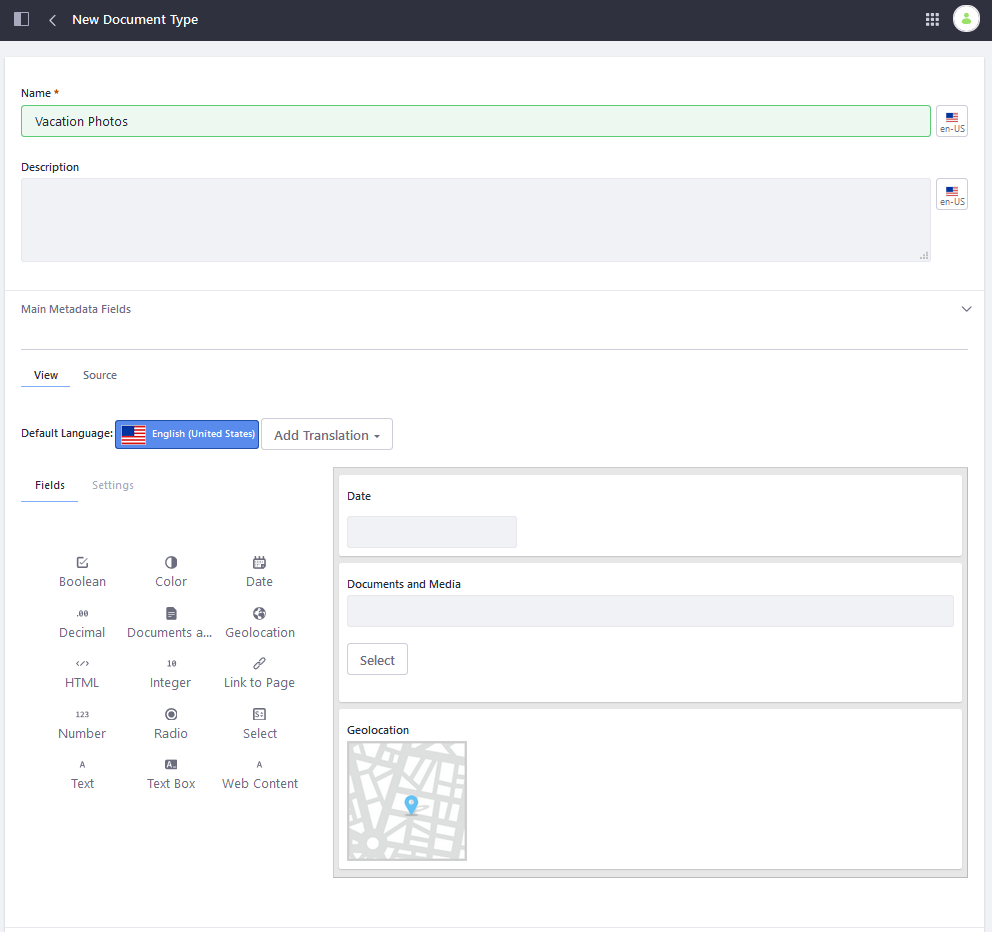 New Document Type
Name *
Vacation Photos
en-US
Description
en-US
Main Metadata Fields
View Source
Default Language: English (United States) Add Translation
Fields Settings
Boolean Color Date
.00
Decimal Documents a... Geolocation
</>
10
HTML Integer Link to Page
123
Number Radio Select
A A
Text Text Box Web Content
Date
Documents and Media
Select
Geolocation